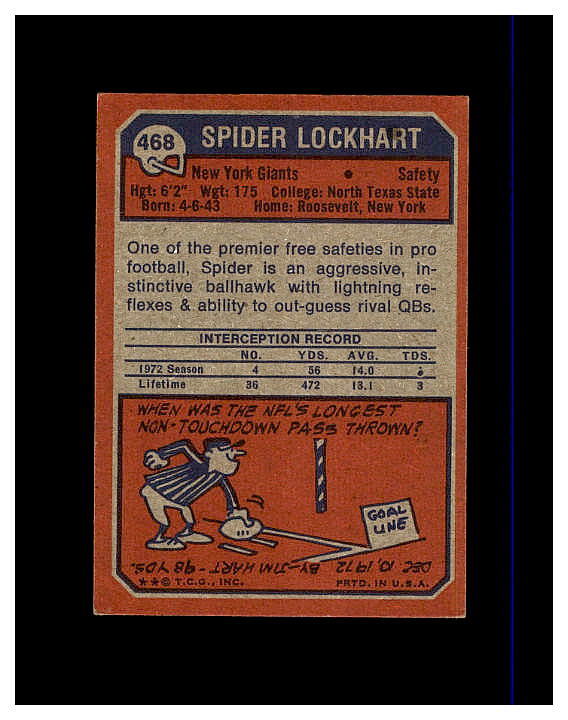 468
SPIDER LOCKHART
New York Giants • Safety
Hgt: 6'2" Wgt: 175 College: North Texas State
Born: 4-6-43 Home: Roosevelt, New York
One of the premier free safeties in pro
football, Spider is an aggressive, in-
stinctive ballhawk with lightning re-
flexes & ability to out-guess rival QBs.
INTERCEPTION RECORD
NO. YDS. AVG. TDS.
1972 Season 4 56 14.0
Lifetime 36 472 13.1 3
WHEN WAS THE NFL'S LONGEST
NON-TOUCHDOWN PASS THROWN?
GOAL
LINE
DEC 10, 1972 BY-JIM HART-98 YDS.
★★© T.C.G., INC. PRTD. IN U.S.A.